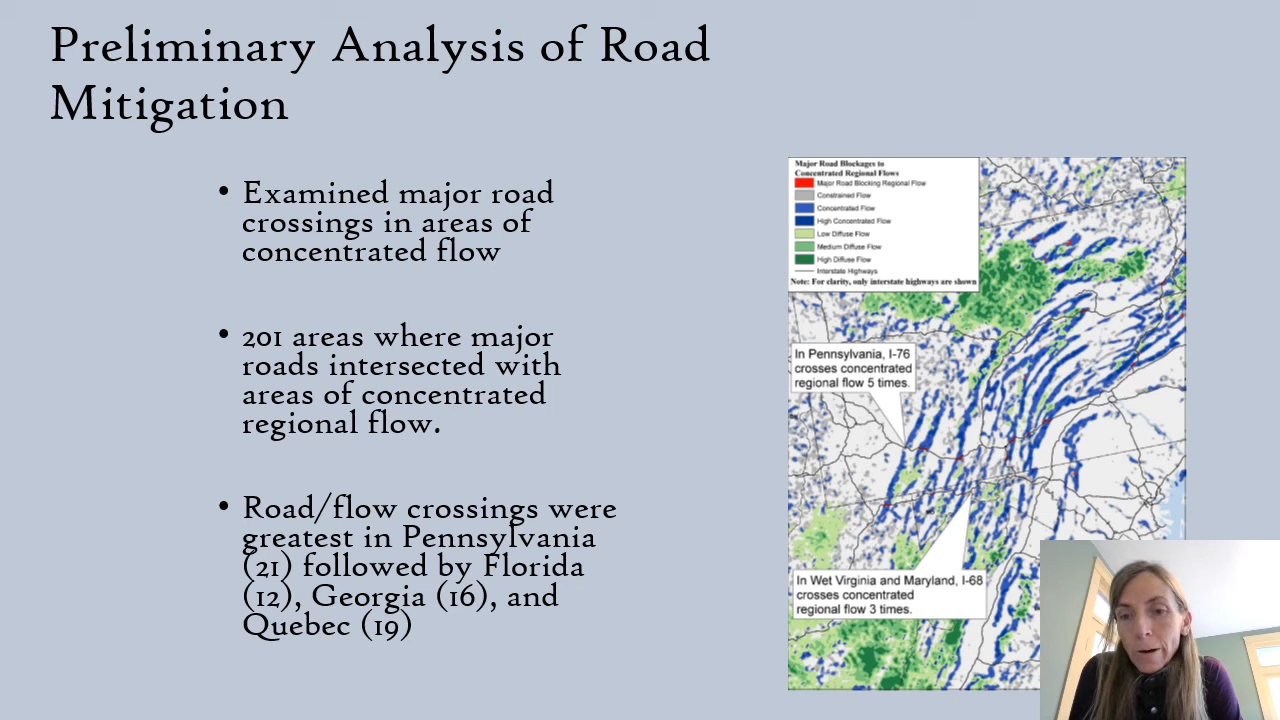 Preliminary Analysis of Road
Mitigation
• Examined major road
crossings in areas of
concentrated flow
• 201 areas where major
roads intersected with
areas of concentrated
regional flow.
• Road/flow crossings were
greatest in Pennsylvania
(21) followed by Florida
(12), Georgia (16), and
Quebec (19)
Major Road Blockages to
Concentrated Regional Flows
Major Road Blocking Regional Flow
Constrained Flow
Concentrated Flow
High Concentrated Flow
Low Diffuse Flow
Medium Diffuse Flow
High Diffuse Flow
Interstate Highways
Note: For clarity, only interstate highways are shown
In Pennsylvania, I-76
crosses concentrated
regional flow 5 times.
In Wet Virginia and Maryland, I-68
crosses concentrated
regional flow 3 times.